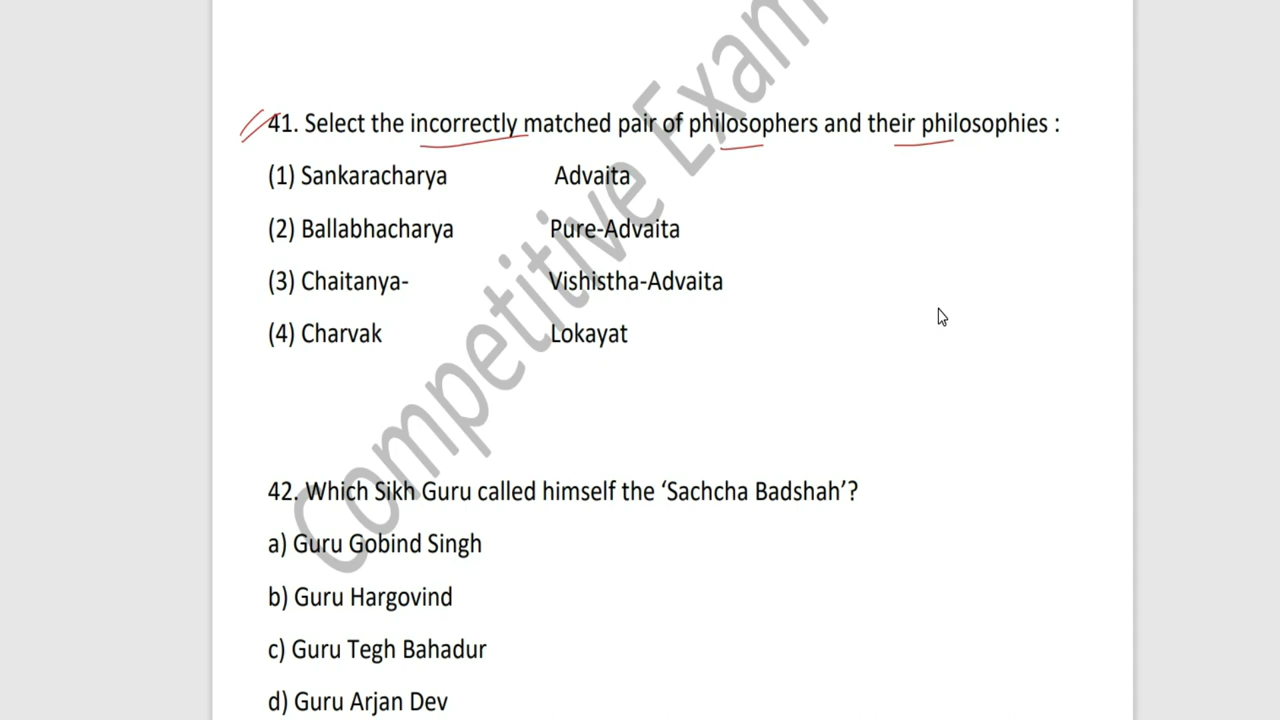 41. Select the incorrectly matched pair of philosophers and their philosophies :
(1) Sankaracharya Advaita
(2) Ballabhacharya Pure-Advaita
(3) Chaitanya- Vishistha-Advaita
(4) Charvak Lokayat
42. Which Sikh Guru called himself the ‘Sachcha Badshah’?
a) Guru Gobind Singh
b) Guru Hargovind
c) Guru Tegh Bahadur
d) Guru Arjan Dev
Competitive Exam